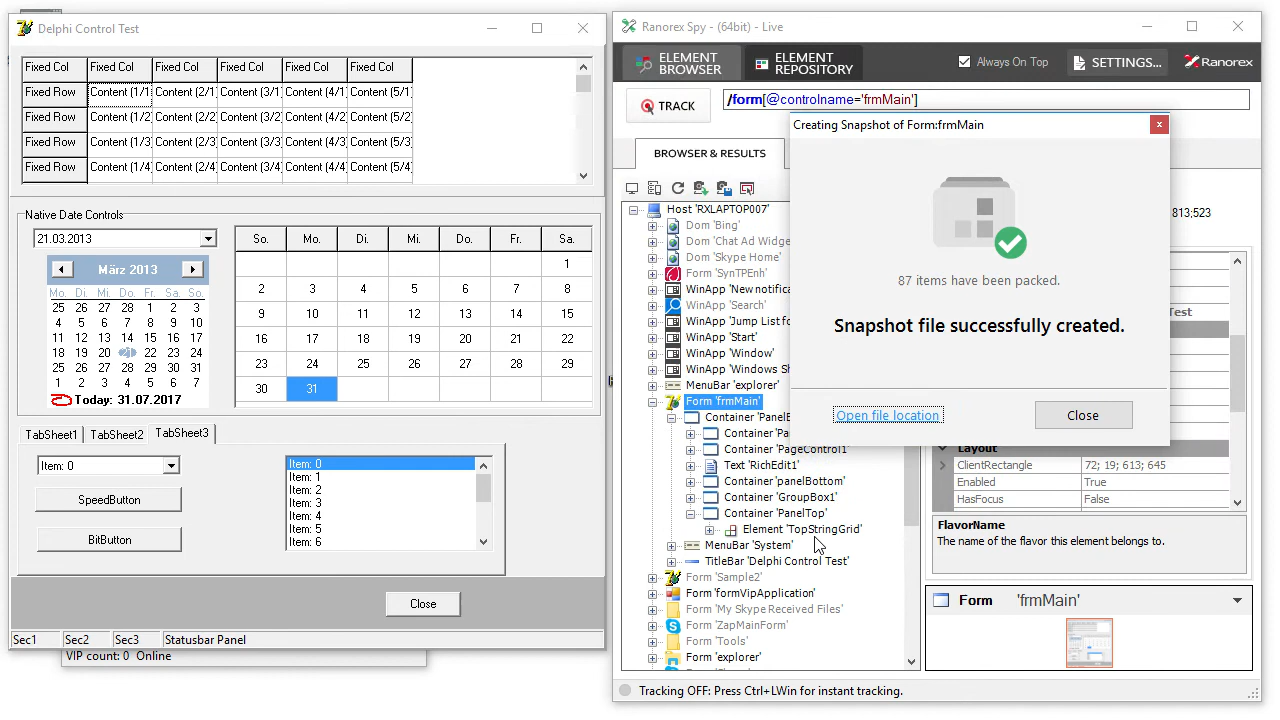 Delphi Control Test
Fixed Col Fixed Col Fixed Col Fixed Col Fixed Col Fixed Col
Fixed Row Content (1/1) Content (2/1) Content (3/1) Content (4/1) Content (5/1)
Fixed Row Content (1/2) Content (2/2) Content (3/2) Content (4/2) Content (5/2)
Fixed Row Content (1/3) Content (2/3) Content (3/3) Content (4/3) Content (5/3)
Fixed Row Content (1/4) Content (2/4) Content (3/4) Content (4/4) Content (5/4)
Native Date Controls
21.03.2013
März 2013
Mo. Di. Mi. Do. Fr. Sa. So.
25 26 27 28 1 2 3
4 5 6 7 8 9 10
11 12 13 14 15 16 17
18 19 20 21 22 23 24
25 26 27 28 29 30 31
1 2 3 4 5 6 7
Today: 31.07.2017
So. Mo. Di. Mi. Do. Fr. Sa.
1
2 3 4 5 6 7 8
9 10 11 12 13 14 15
16 17 18 19 20 21 22
23 24 25 26 27 28 29
30 31
TabSheet1 TabSheet2 TabSheet3
Item: 0
SpeedButton
BitButton
Item: 0
Item: 1
Item: 2
Item: 3
Item: 4
Item: 5
Item: 6
Close
Sec1 Sec2 Sec3 Statusbar Panel
VIP count: 0 Online
Ranorex Spy - (64bit) - Live
ELEMENT BROWSER
ELEMENT REPOSITORY
Always On Top
SETTINGS...
Ranorex
TRACK
/form[@controlname='frmMain']
BROWSER & RESULTS
Host 'RXLAPTOP007'
Dom 'Bing'
Dom 'Chat Ad Widge
Dom 'Skype Home'
Form 'SynTPEnh'
WinApp 'New notifica
WinApp 'Search'
WinApp 'Jump List fo
WinApp 'Start'
WinApp 'Window'
WinApp 'Windows Sh
MenuBar 'explorer'
Form 'frmMain'
Container 'PanelB
Container 'Pa
Container 'PageControl1'
Text 'RichEdit1'
Container 'panelBottom'
Container 'GroupBox1'
Container 'PanelTop'
Element 'TopStringGrid'
MenuBar 'System'
TitleBar 'Delphi Control Test'
Form 'Sample2'
Form 'formVipApplication'
Form 'My Skype Received Files'
Form 'ZapMainForm'
Form 'Tools'
Form 'explorer'
Creating Snapshot of Form:frmMain
x
87 items have been packed.
Snapshot file successfully created.
Open file location
Close
813;523
Test
Layout
ClientRectangle 72; 19; 613; 645
Enabled True
HasFocus False
FlavorName
The name of the flavor this element belongs to.
Form 'frmMain'
Tracking OFF: Press Ctrl+LWin for instant tracking.